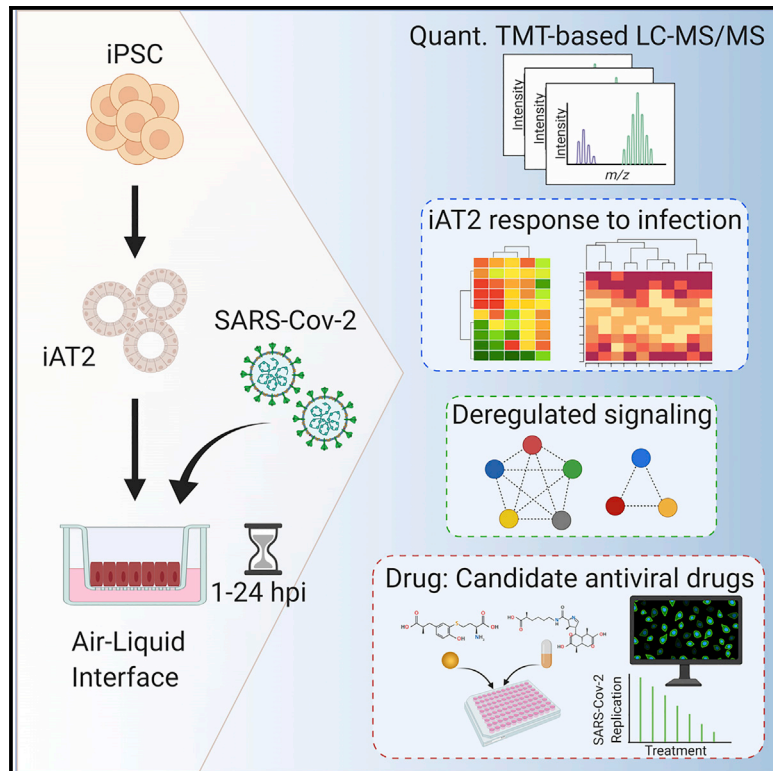 iPSC
iAT2
SARS-Cov-2
1-24 hpi
Air-Liquid
Interface
Quant. TMT-based LC-MS/MS
Intensity
Intensity
Intensity
m/z
iAT2 response to infection
Deregulated signaling
Drug: Candidate antiviral drugs
SARS-Cov-2
Replication
Treatment